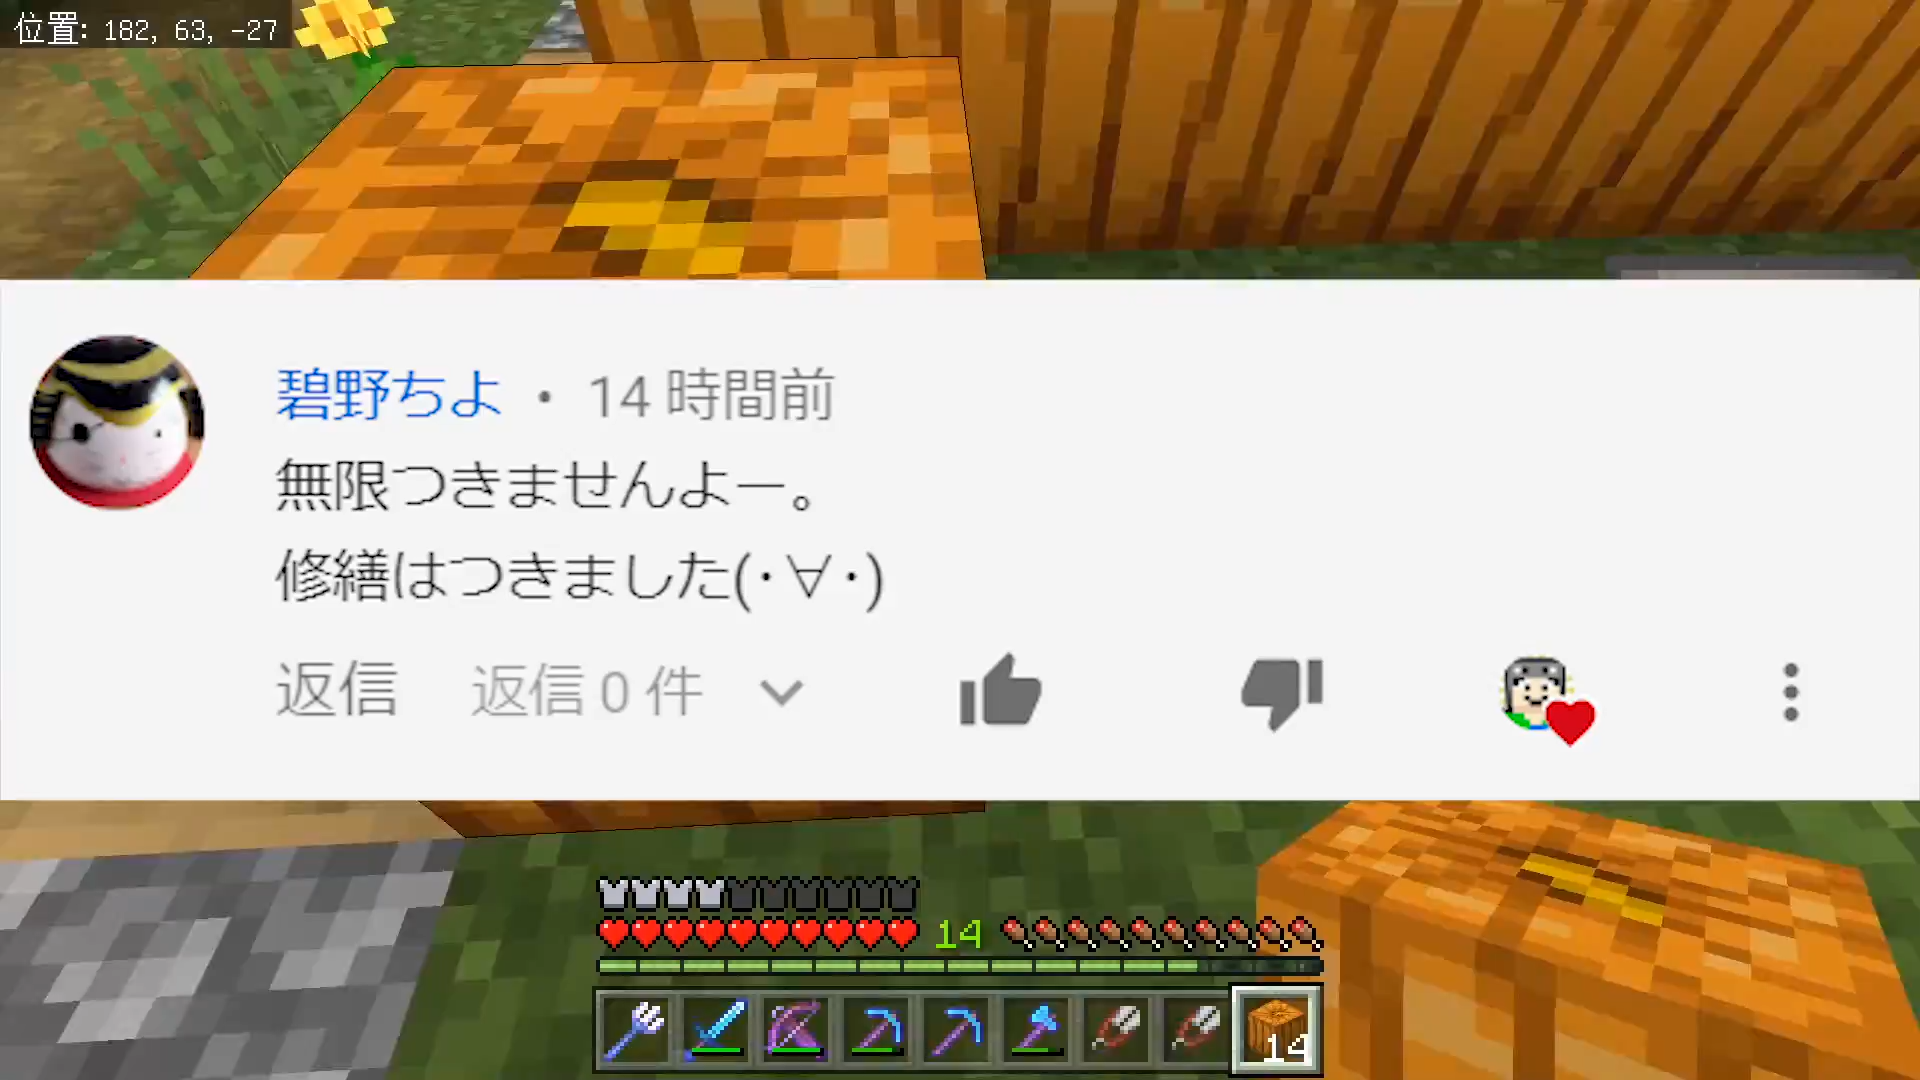 位置: 182, 63, -27
碧野ちよ ・ 14 時間前
無限つきませんよー。
修繕はつきました(・∀・)
返信 返信 0 件
14
14